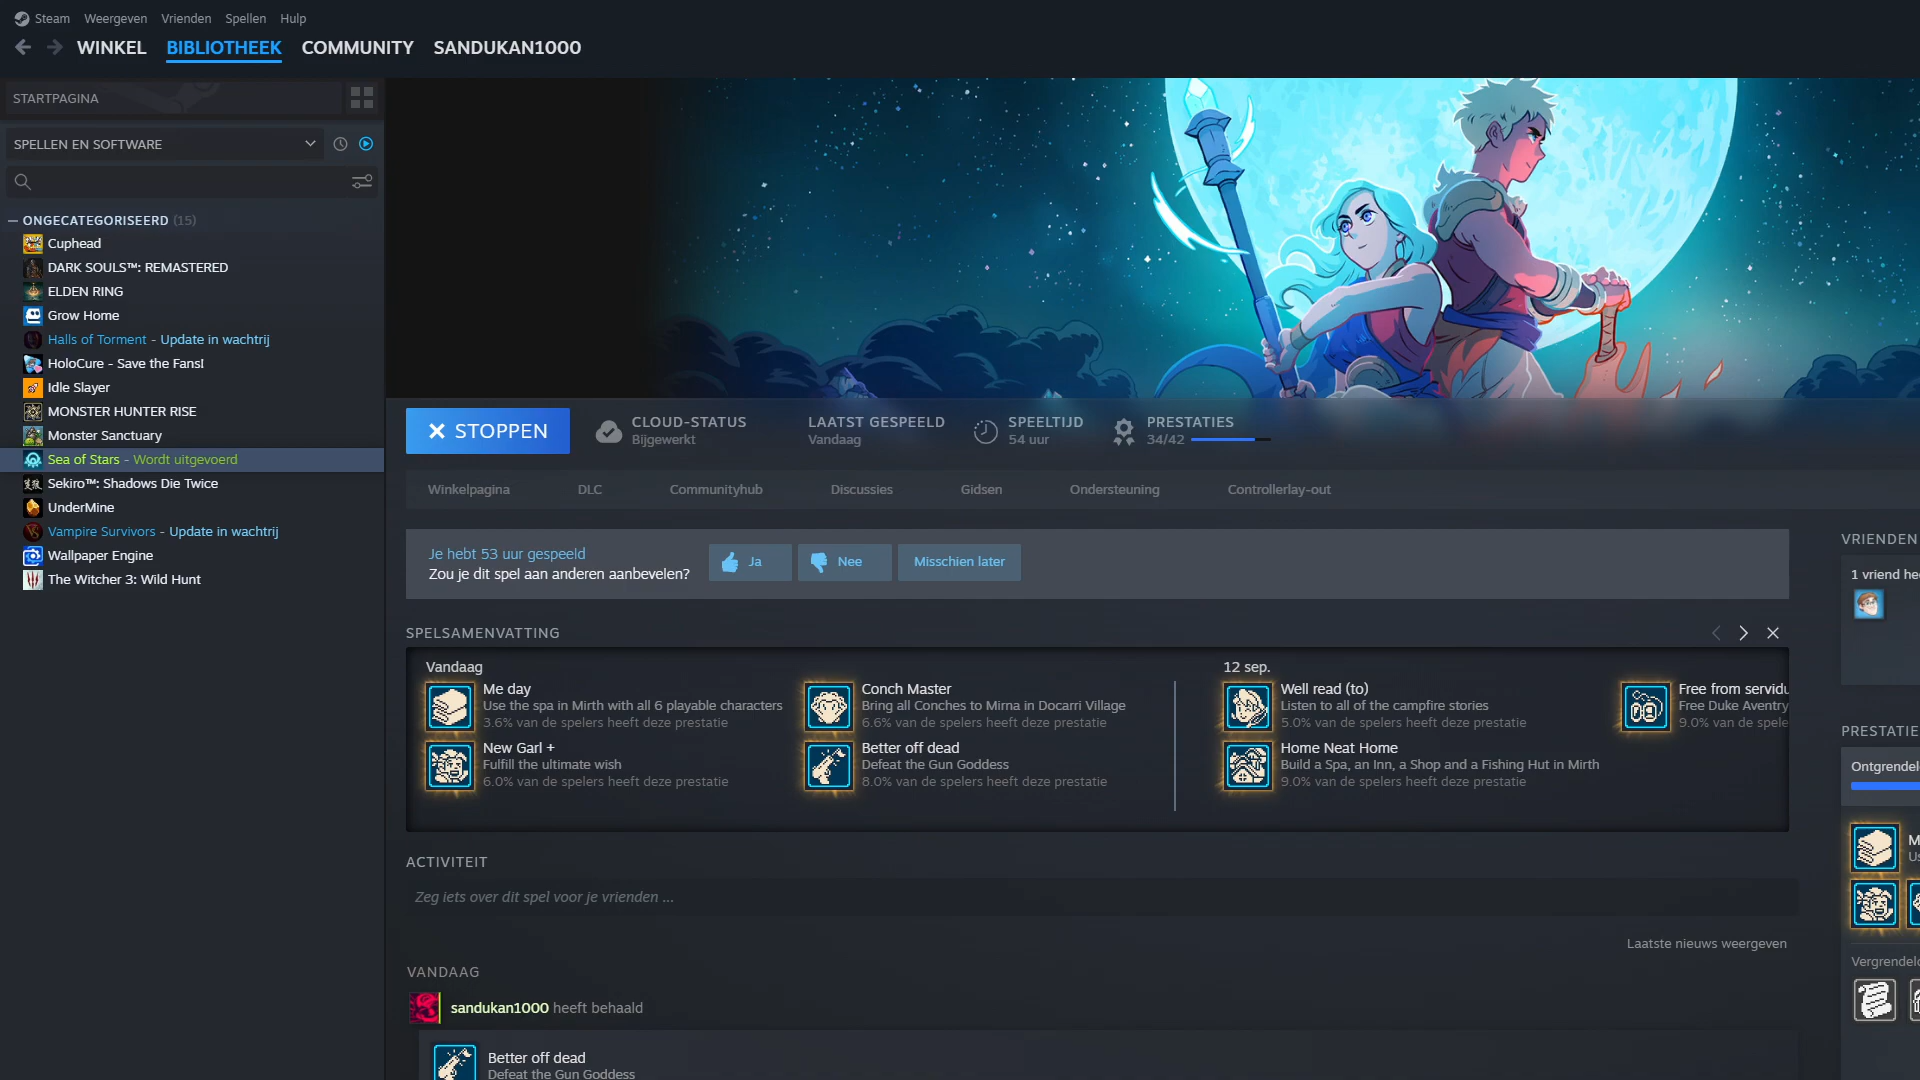 Steam Weergeven Vrienden Spellen Hulp
WINKEL BIBLIOTHEEK COMMUNITY SANDUKAN1000
STARTPAGINA
SPELLEN EN SOFTWARE
— ONGECATEGORISEERD (15)
Cuphead
DARK SOULS™: REMASTERED
ELDEN RING
Grow Home
Halls of Torment - Update in wachtrij
HoloCure - Save the Fans!
Idle Slayer
MONSTER HUNTER RISE
Monster Sanctuary
Sea of Stars - Wordt uitgevoerd
Sekiro™: Shadows Die Twice
UnderMine
Vampire Survivors - Update in wachtrij
Wallpaper Engine
The Witcher 3: Wild Hunt
STOPPEN
CLOUD-STATUS
Bijgewerkt
LAATST GESPEELD
Vandaag
SPEELTIJD
54 uur
PRESTATIES
34/42
Winkelpagina DLC Communityhub Discussies Gidsen Ondersteuning Controllerlay-out
Je hebt 53 uur gespeeld
Zou je dit spel aan anderen aanbevelen?
Ja Nee Misschien later
SPELSAMENVATTING
Vandaag
Me day
Use the spa in Mirth with all 6 playable characters
3.6% van de spelers heeft deze prestatie
New Garl +
Fulfill the ultimate wish
6.0% van de spelers heeft deze prestatie
Conch Master
Bring all Conches to Mirna in Docarri Village
6.6% van de spelers heeft deze prestatie
Better off dead
Defeat the Gun Goddess
8.0% van de spelers heeft deze prestatie
12 sep.
Well read (to)
Listen to all of the campfire stories
5.0% van de spelers heeft deze prestatie
Home Neat Home
Build a Spa, an Inn, a Shop and a Fishing Hut in Mirth
9.0% van de spelers heeft deze prestatie
Free from servidu
Free Duke Aventry
9.0% van de spele
ACTIVITEIT
Zeg iets over dit spel voor je vrienden ...
Laatste nieuws weergeven
VANDAAG
sandukan1000 heeft behaald
Better off dead
Defeat the Gun Goddess
VRIENDEN
1 vriend hee
PRESTATIE
Ontgrendel
M
Us
Vergrendel